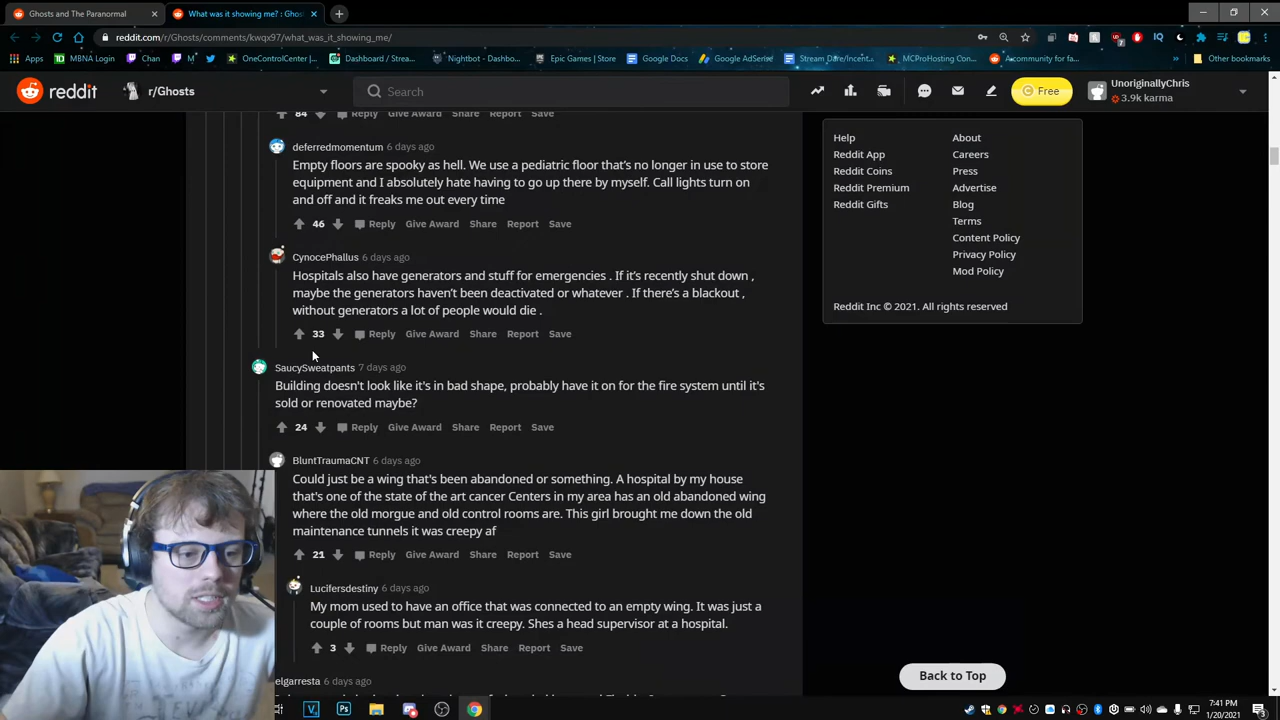 Ghosts and The Paranormal
What was it showing me? : Ghos
reddit.com/r/Ghosts/comments/kwqx97/what_was_it_showing_me/
Apps MBNA Login Chan M OneControlCenter |... Dashboard / Stream... Nightbot - Dashbo... Epic Games | Store Google Docs Google AdSense Stream Date/Incent... MCProHosting Con... A community for fa... » Other bookmarks
reddit r/Ghosts Search Free UnoriginallyChris
3.9k karma
84 Reply Give Award Share Report Save
deferredmomentum 6 days ago
Empty floors are spooky as hell. We use a pediatric floor that's no longer in use to store
equipment and I absolutely hate having to go up there by myself. Call lights turn on
and off and it freaks me out every time
46 Reply Give Award Share Report Save
CynocePhallus 6 days ago
Hospitals also have generators and stuff for emergencies . If it's recently shut down ,
maybe the generators haven't been deactivated or whatever . If there's a blackout ,
without generators a lot of people would die .
33 Reply Give Award Share Report Save
SaucySweatpants 7 days ago
Building doesn't look like it's in bad shape, probably have it on for the fire system until it's
sold or renovated maybe?
24 Reply Give Award Share Report Save
BluntTraumaCNT 6 days ago
Could just be a wing that's been abandoned or something. A hospital by my house
that's one of the state of the art cancer Centers in my area has an old abandoned wing
where the old morgue and old control rooms are. This girl brought me down the old
maintenance tunnels it was creepy af
21 Reply Give Award Share Report Save
Lucifersdestiny 6 days ago
My mom used to have an office that was connected to an empty wing. It was just a
couple of rooms but man was it creepy. Shes a head supervisor at a hospital.
3 Reply Give Award Share Report Save
elgarresta 6 days ago
Help About
Reddit App Careers
Reddit Coins Press
Reddit Premium Advertise
Reddit Gifts Blog
Terms
Content Policy
Privacy Policy
Mod Policy
Reddit Inc © 2021. All rights reserved
Back to Top
7:41 PM
1/20/2021